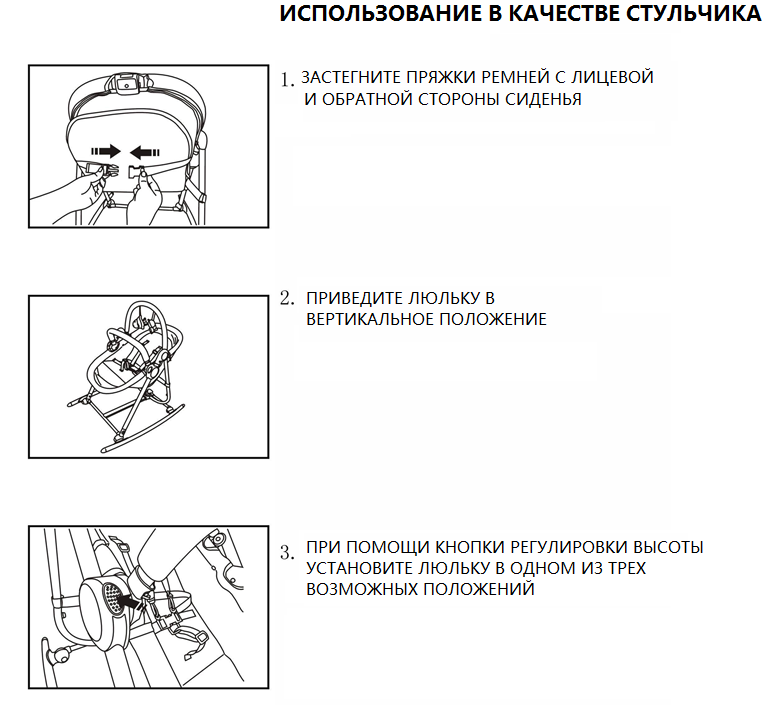 ИСПОЛЬЗОВАНИЕ В КАЧЕСТВЕ СТУЛЬЧИКА
1. ЗАСТЕГНИТЕ ПРЯЖКИ РЕМНЕЙ С ЛИЦЕВОЙ
И ОБРАТНОЙ СТОРОНЫ СИДЕНЬЯ
2. ПРИВЕДИТЕ ЛЮЛЬКУ В
ВЕРТИКАЛЬНОЕ ПОЛОЖЕНИЕ
3. ПРИ ПОМОЩИ КНОПКИ РЕГУЛИРОВКИ ВЫСОТЫ
УСТАНОВИТЕ ЛЮЛЬКУ В ОДНОМ ИЗ ТРЕХ
ВОЗМОЖНЫХ ПОЛОЖЕНИЙ